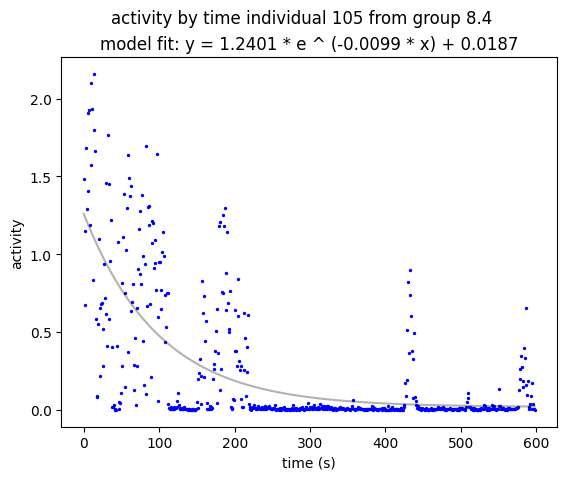 activity by time individual 105 from group 8.4
model fit: y = 1.2401 * e ^ (-0.0099 * x) + 0.0187
2.0
1.5
1.0
0.5
0.0
activity
0 100 200 300 400 500 600
time (s)